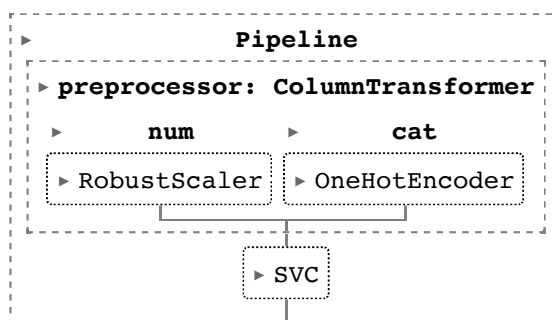 Pipeline
preprocessor: ColumnTransformer
num cat
RobustScaler OneHotEncoder
SVC